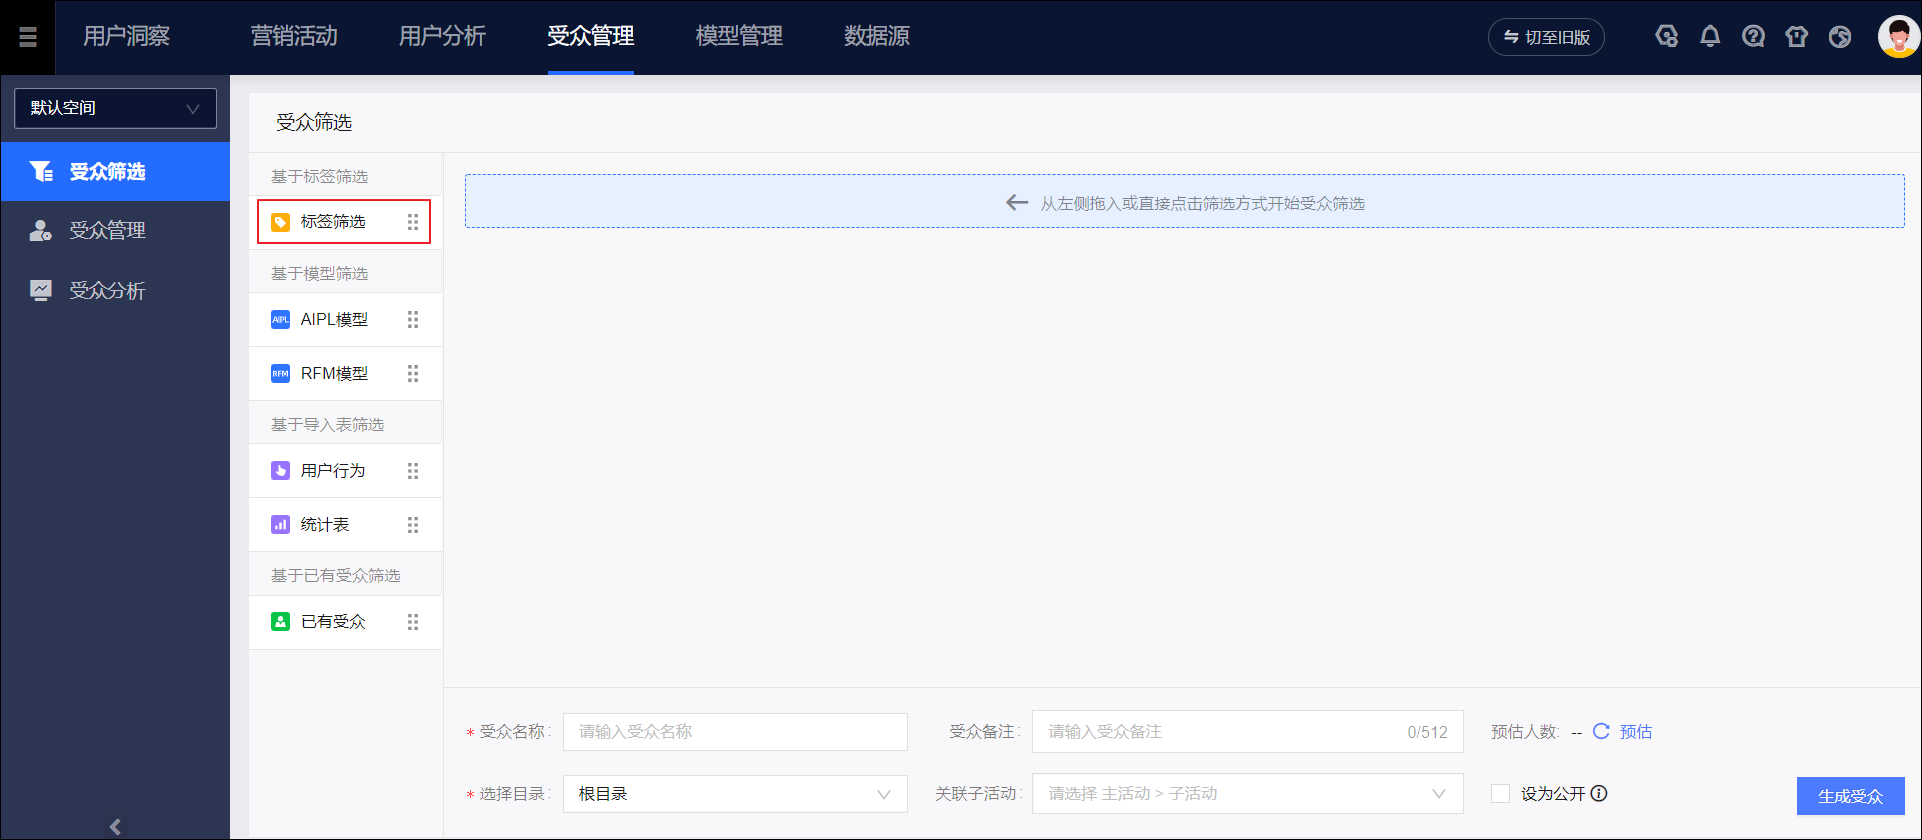 用户洞察
营销活动
用户分析
受众管理
模型管理
数据源
切至旧版
默认空间
受众筛选
受众管理
受众分析
受众筛选
基于标签筛选
标签筛选
基于模型筛选
AIPL AIPL模型
RFM RFM模型
基于导入表筛选
用户行为
统计表
基于已有受众筛选
已有受众
从左侧拖入或直接点击筛选方式开始受众筛选
* 受众名称: 请输入受众名称
受众备注: 请输入受众备注 0/512
预估人数: -- 预估
* 选择目录: 根目录
关联子活动: 请选择 主活动 > 子活动
设为公开
生成受众